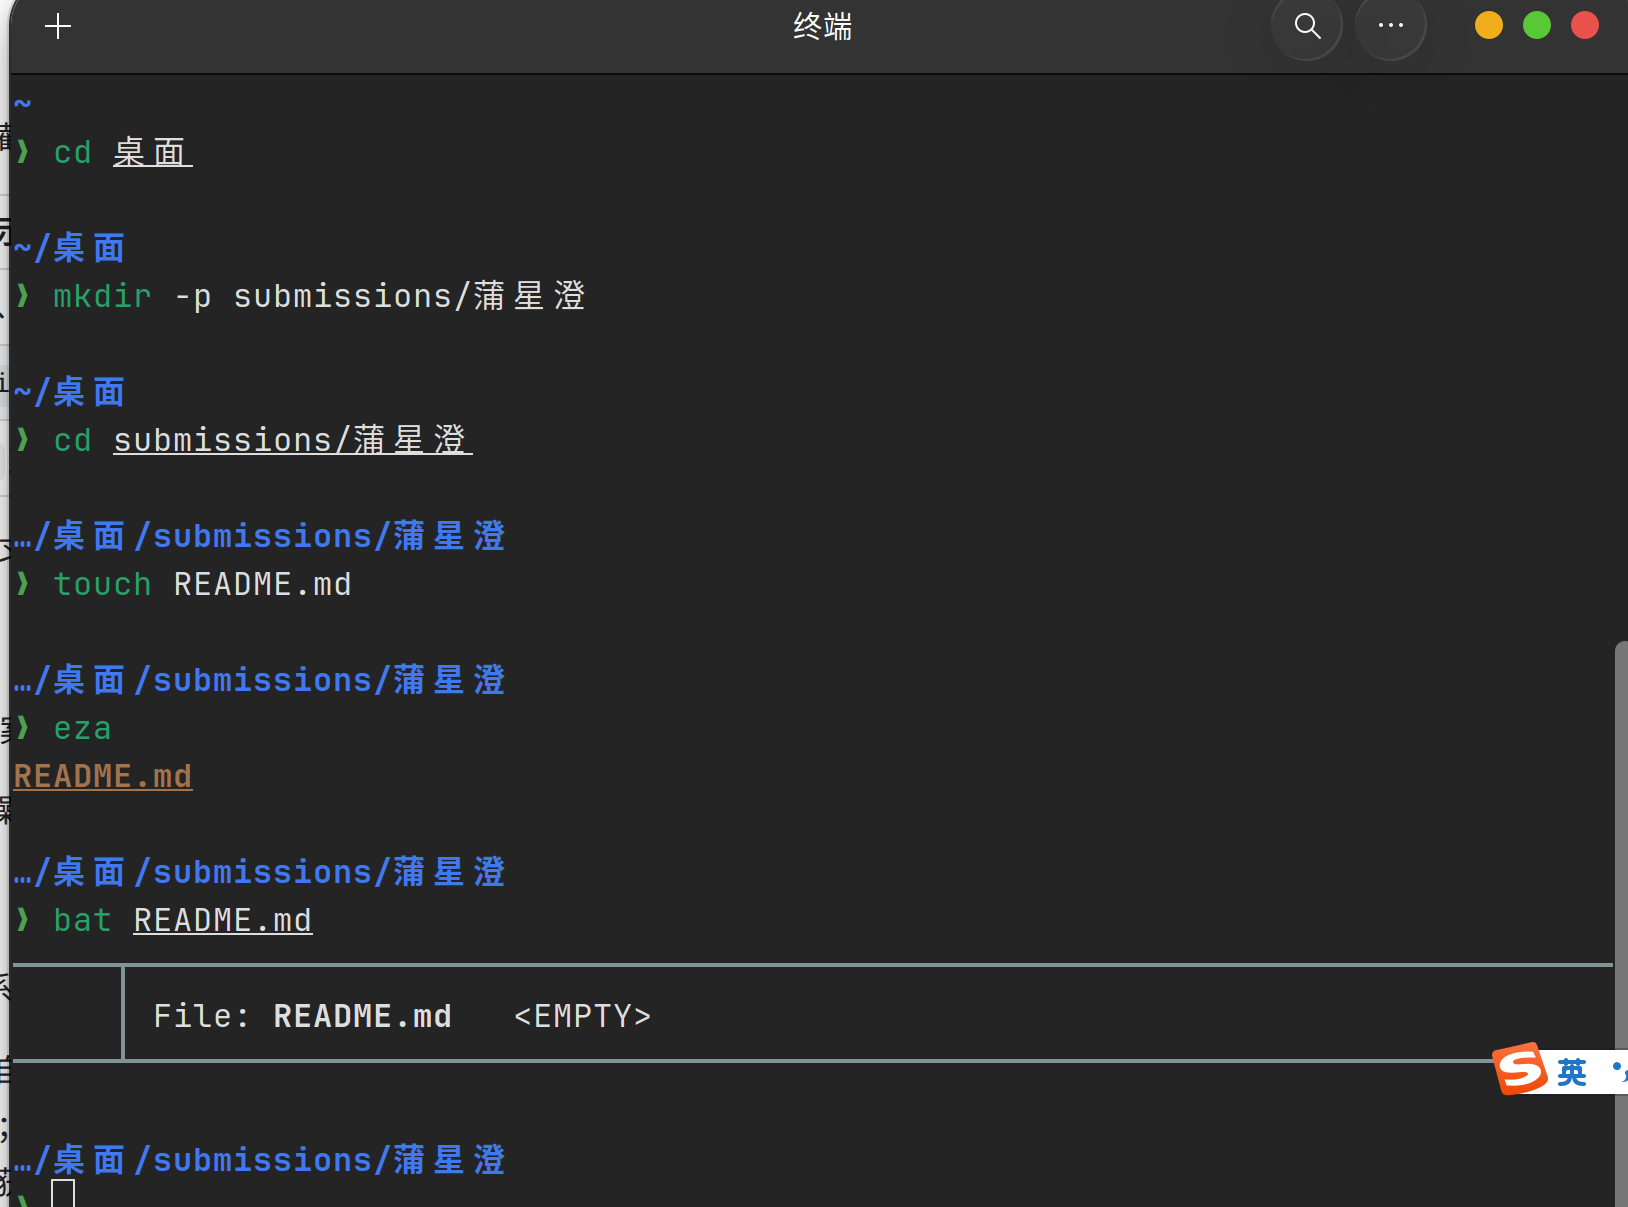 终端
~
❯ cd 桌面
~/桌面
❯ mkdir -p submissions/蒲星澄
~/桌面
❯ cd submissions/蒲星澄
…/桌面/submissions/蒲星澄
❯ touch README.md
…/桌面/submissions/蒲星澄
❯ eza
README.md
…/桌面/submissions/蒲星澄
❯ bat README.md
File: README.md   <EMPTY>
英
…/桌面/submissions/蒲星澄
❯